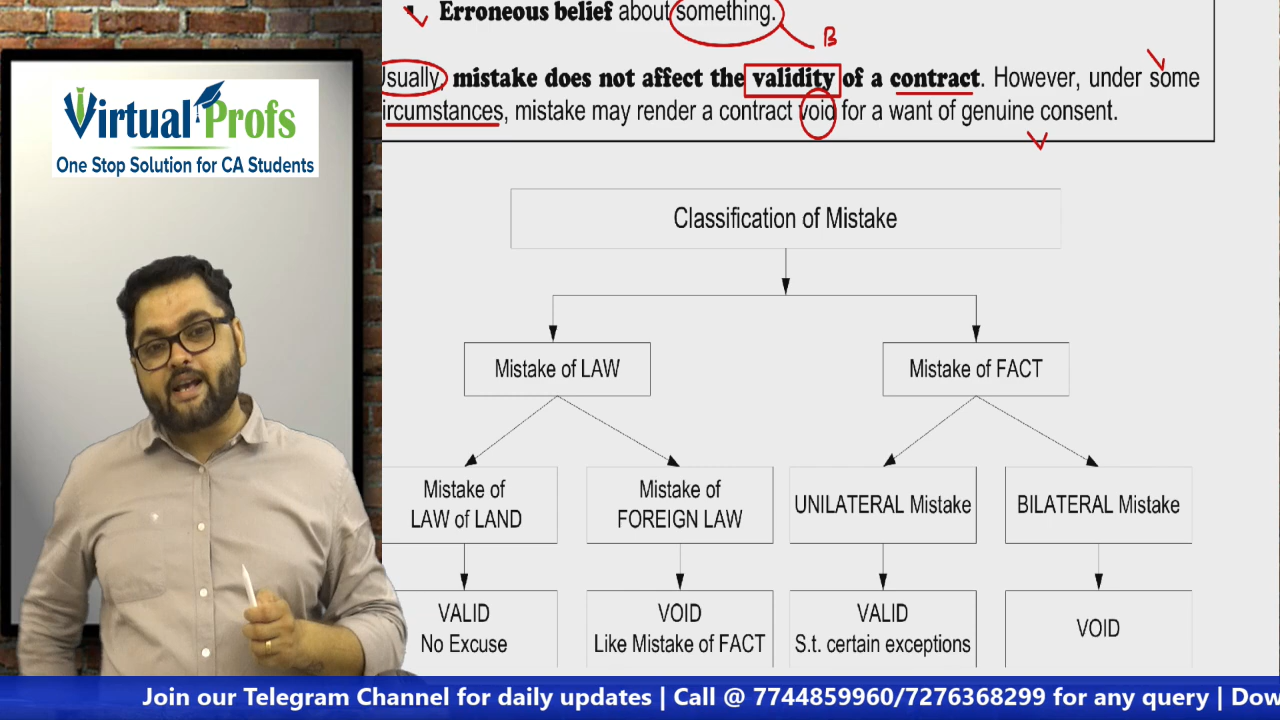 Erroneous belief about something.
B
Usually, mistake does not affect the validity of a contract. However, under some
ircumstances, mistake may render a contract void for a want of genuine consent.
Virtual Profs
One Stop Solution for CA Students
Classification of Mistake
Mistake of LAW
Mistake of FACT
Mistake of
LAW of LAND
Mistake of
FOREIGN LAW
UNILATERAL Mistake
BILATERAL Mistake
VALID
No Excuse
VOID
Like Mistake of FACT
VALID
S.t. certain exceptions
VOID
Join our Telegram Channel for daily updates | Call @ 7744859960/7276368299 for any query | Dow